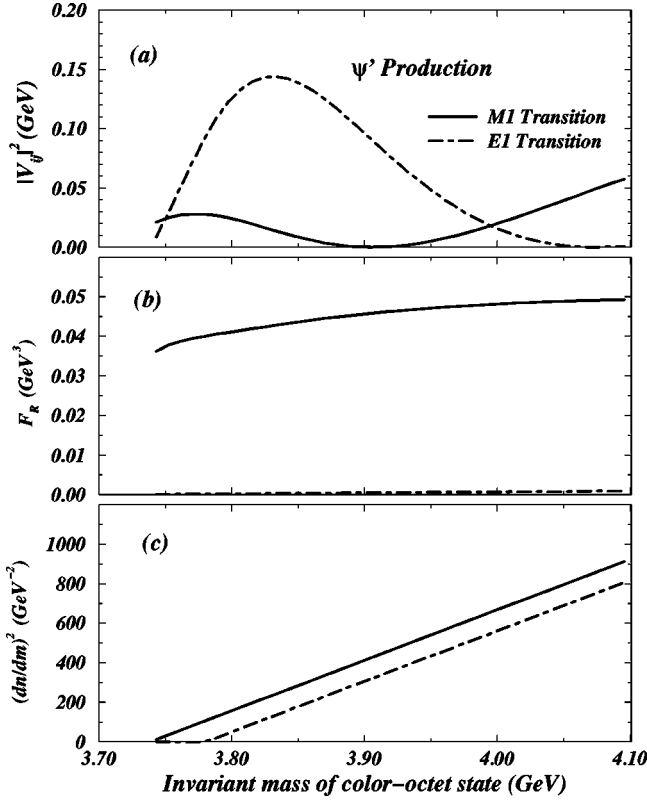 0.20
(a)
ψ' Production
0.15
M1 Transition
E1 Transition
0.10
|V_ij|² (GeV)
0.05
0.00
(b)
0.05
0.04
0.03
F_R (GeV³)
0.02
0.01
0.00
(c)
1000
800
600
(dn/dm)² (GeV⁻²)
400
200
0
3.70 3.80 3.90 4.00 4.10
Invariant mass of color-octet state (GeV)